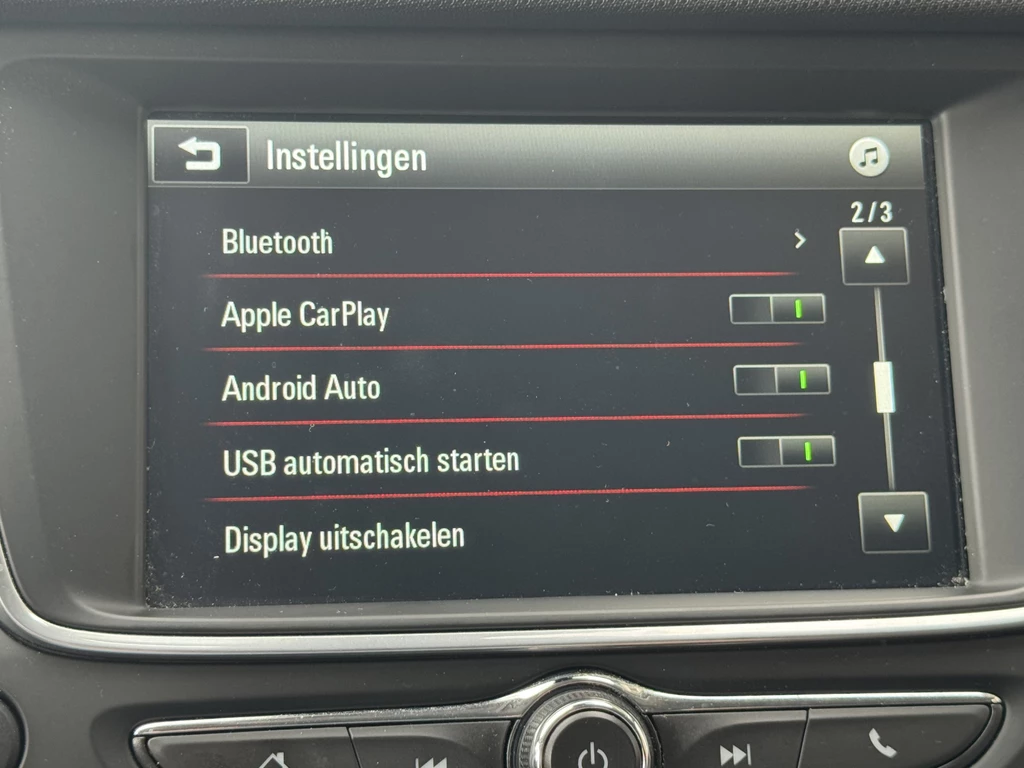 Instellingen
2/3
Bluetooth
Apple CarPlay
Android Auto
USB automatisch starten
Display uitschakelen